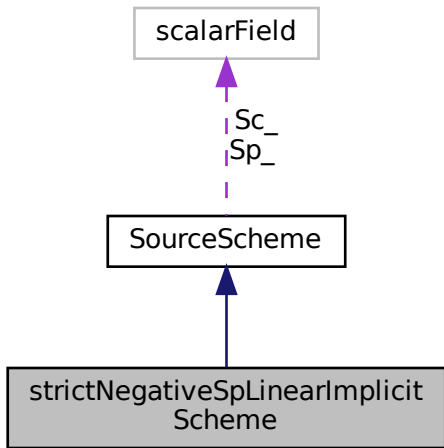 scalarField
Sc_
Sp_
SourceScheme
strictNegativeSpLinearImplicit
Scheme